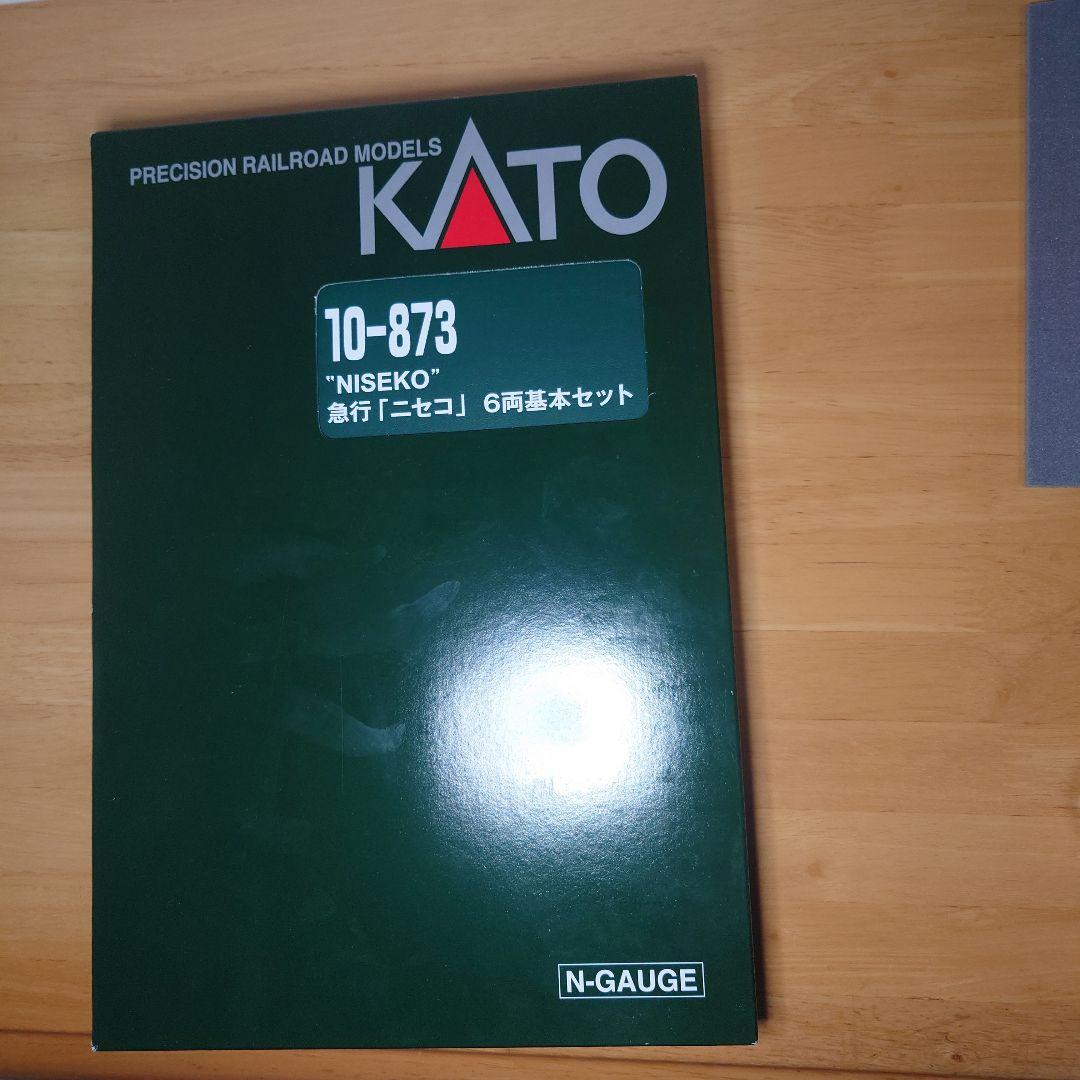 PRECISION RAILROAD MODELS
KATO
10-873
"NISEKO"
急行「ニセコ」 6両基本セット
N-GAUGE